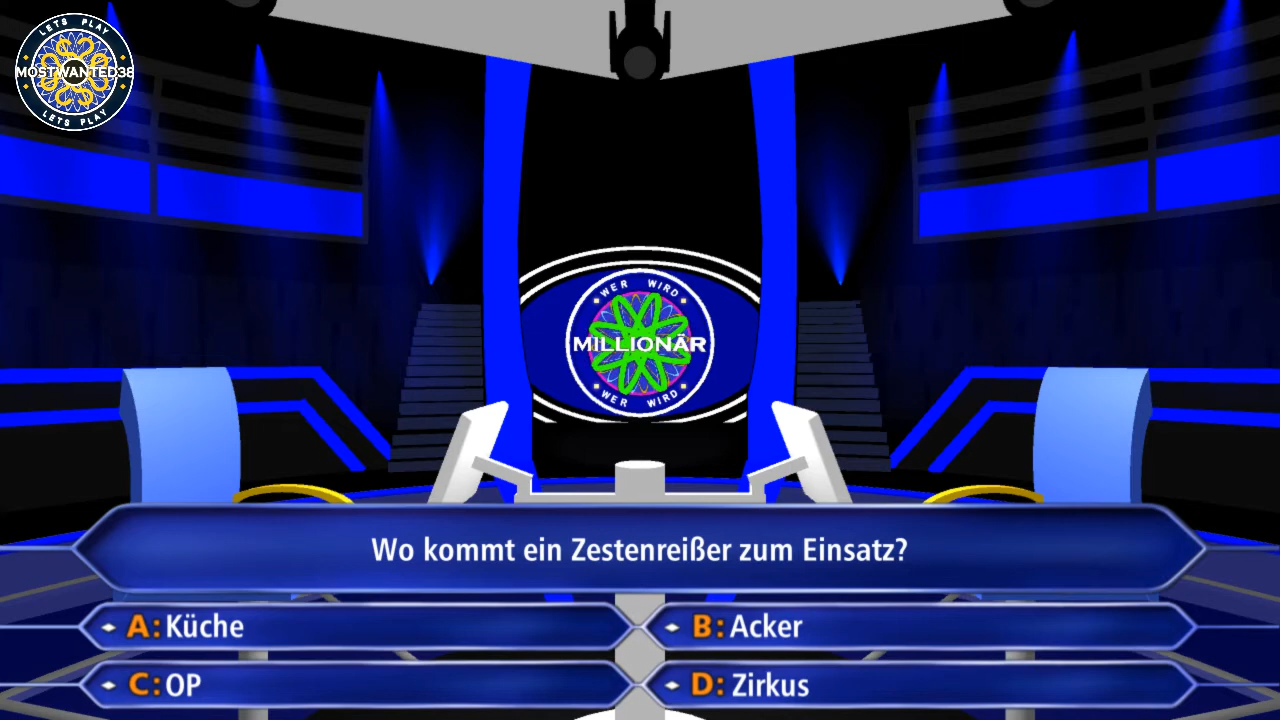 LETS PLAY
MOSTWANTED38
LETS PLAY
WER WIRD
MILLIONÄR
WER WIRD
Wo kommt ein Zestenreißer zum Einsatz?
A: Küche
B: Acker
C: OP
D: Zirkus